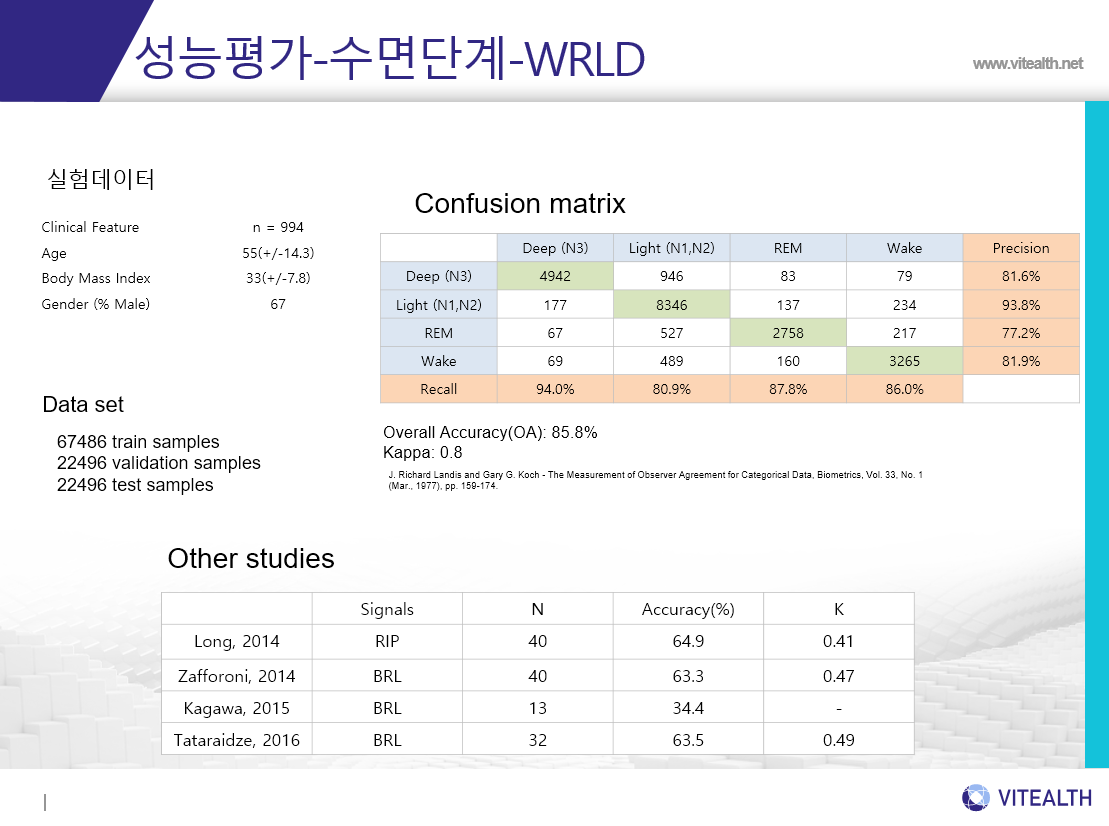 성능평가-수면단계-WRLD
www.vitealth.net
실험데이터
Clinical Feature n = 994
Age 55(+/-14.3)
Body Mass Index 33(+/-7.8)
Gender (% Male) 67
Data set
67486 train samples
22496 validation samples
22496 test samples
Confusion matrix
Deep (N3) Light (N1,N2) REM Wake Precision
Deep (N3) 4942 946 83 79 81.6%
Light (N1,N2) 177 8346 137 234 93.8%
REM 67 527 2758 217 77.2%
Wake 69 489 160 3265 81.9%
Recall 94.0% 80.9% 87.8% 86.0%
Overall Accuracy(OA): 85.8%
Kappa: 0.8
J. Richard Landis and Gary G. Koch - The Measurement of Observer Agreement for Categorical Data, Biometrics, Vol. 33, No. 1
(Mar., 1977), pp. 159-174.
Other studies
Signals N Accuracy(%) K
Long, 2014 RIP 40 64.9 0.41
Zafforoni, 2014 BRL 40 63.3 0.47
Kagawa, 2015 BRL 13 34.4 -
Tataraidze, 2016 BRL 32 63.5 0.49
|
VITEALTH